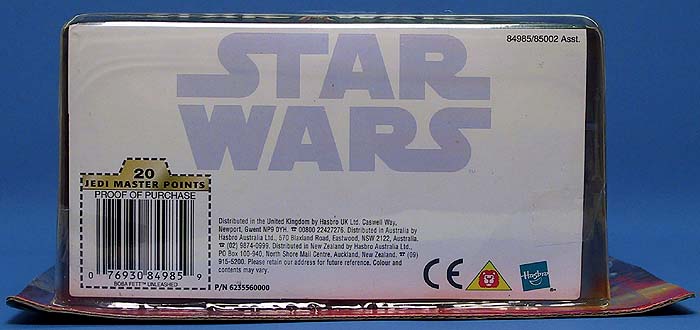 84985/85002 Asst.
STAR
WARS™
20
JEDI MASTER POINTS
PROOF OF PURCHASE
0 76930 84985 9
BOBA FETT™ UNLEASHED
Distributed in the United Kingdom by Hasbro UK Ltd. Caswell Way,
Newport, Gwent NP9 0YH. ☎ 00800 22427276. Distributed in Australia by
Hasbro Australia Ltd., 570 Blaxland Road, Eastwood, NSW 2122, Australia.
☎ (02) 9874-0999. Distributed in New Zealand by Hasbro Australia Ltd.,
PO Box 100-940, North Shore Mail Centre, Auckland, New Zealand. ☎ (09)
915-5200. Please retain our address for future reference. Colour and
contents may vary.
P/N 6235560000
CE
Hasbro